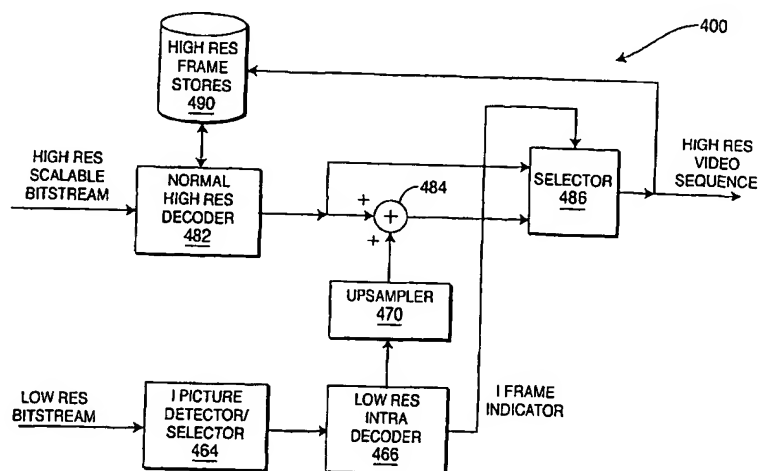 400
HIGH RES
FRAME
STORES
490
HIGH RES
SCALABLE
BITSTREAM
NORMAL
HIGH RES
DECODER
482
+
+
+
484
SELECTOR
486
HIGH RES
VIDEO
SEQUENCE
UPSAMPLER
470
LOW RES
BITSTREAM
I PICTURE
DETECTOR/
SELECTOR
464
LOW RES
INTRA
DECODER
466
I FRAME
INDICATOR